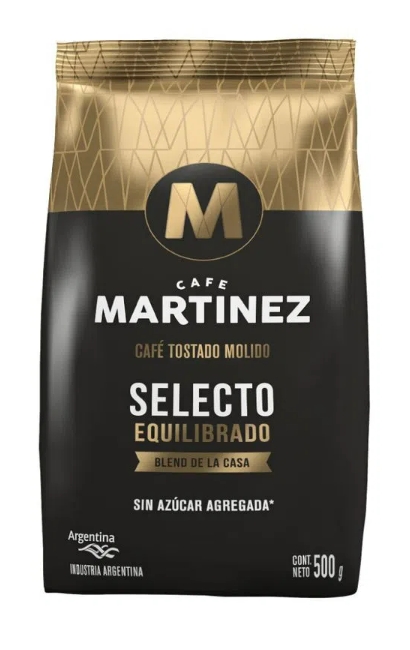 M
CAFE
MARTINEZ
CAFÉ TOSTADO MOLIDO
SELECTO
EQUILIBRADO
BLEND DE LA CASA
SIN AZÚCAR AGREGADA*
Argentina
INDUSTRIA ARGENTINA
CONT.
NETO 500 g